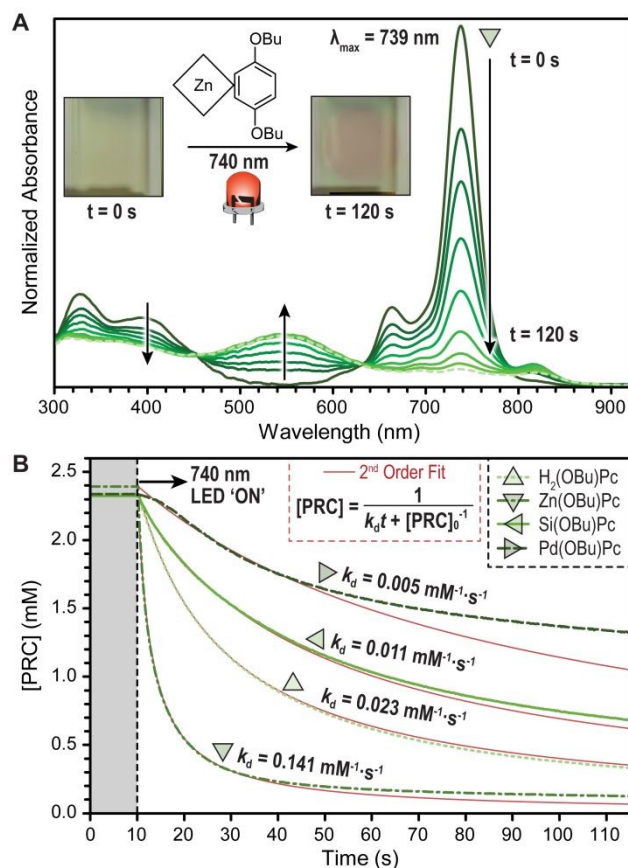 A
Normalized Absorbance
OBu
Zn
OBu
740 nm
t = 0 s
t = 120 s
λmax = 739 nm
t = 0 s
t = 120 s
300 400 500 600 700 800 900
Wavelength (nm)
B
[PRC] (mM)
2.5
2.0
1.5
1.0
0.5
0.0
740 nm
LED 'ON'
2nd Order Fit
[PRC] = 1 / kdt + [PRC]0-1
H2(OBu)Pc
Zn(OBu)Pc
Si(OBu)Pc
Pd(OBu)Pc
kd = 0.005 mM-1·s-1
kd = 0.011 mM-1·s-1
kd = 0.023 mM-1·s-1
kd = 0.141 mM-1·s-1
0 10 20 30 40 50 60 70 80 90 100 110
Time (s)